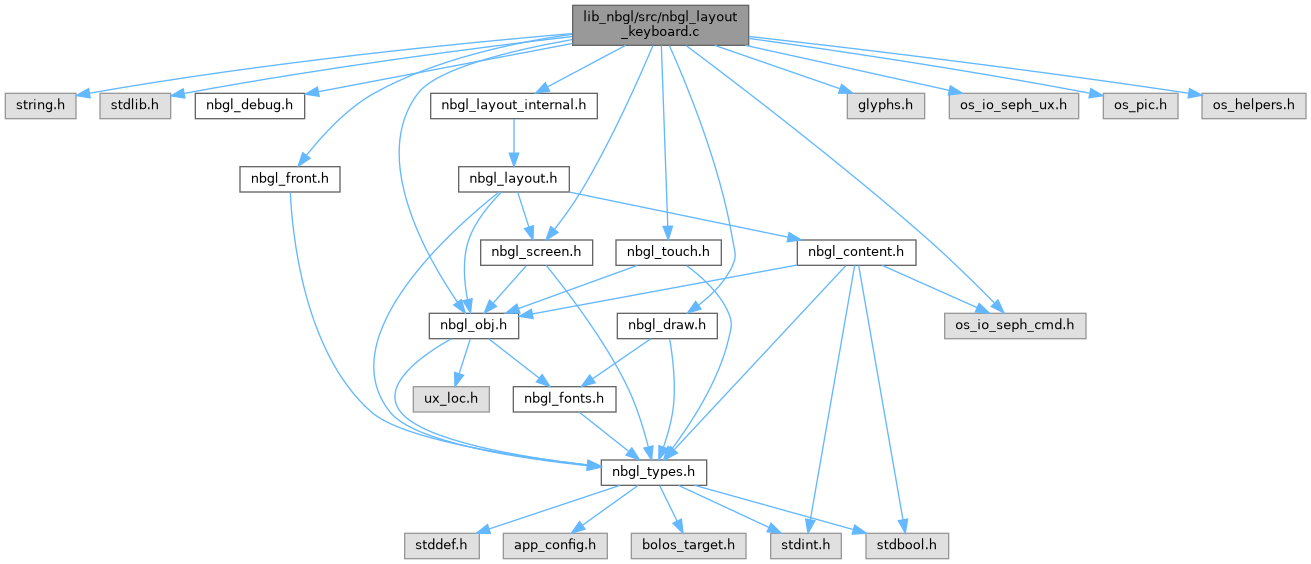 lib_nbgl/src/nbgl_layout
_keyboard.c
string.h
stdlib.h
nbgl_debug.h
nbgl_layout_internal.h
glyphs.h
os_io_seph_ux.h
os_pic.h
os_helpers.h
nbgl_front.h
nbgl_layout.h
nbgl_screen.h
nbgl_touch.h
nbgl_content.h
nbgl_obj.h
nbgl_draw.h
os_io_seph_cmd.h
ux_loc.h
nbgl_fonts.h
nbgl_types.h
stddef.h
app_config.h
bolos_target.h
stdint.h
stdbool.h